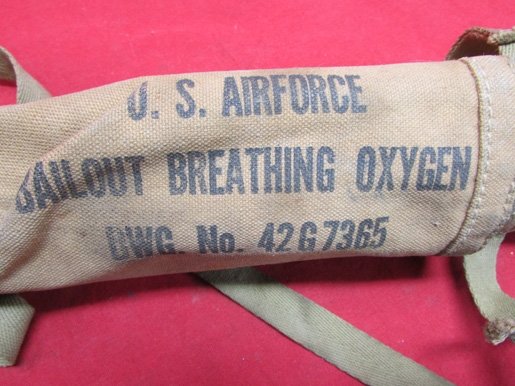 U. S. AIRFORCE
BAILOUT BREATHING OXYGEN
DWG. No. 42G7365